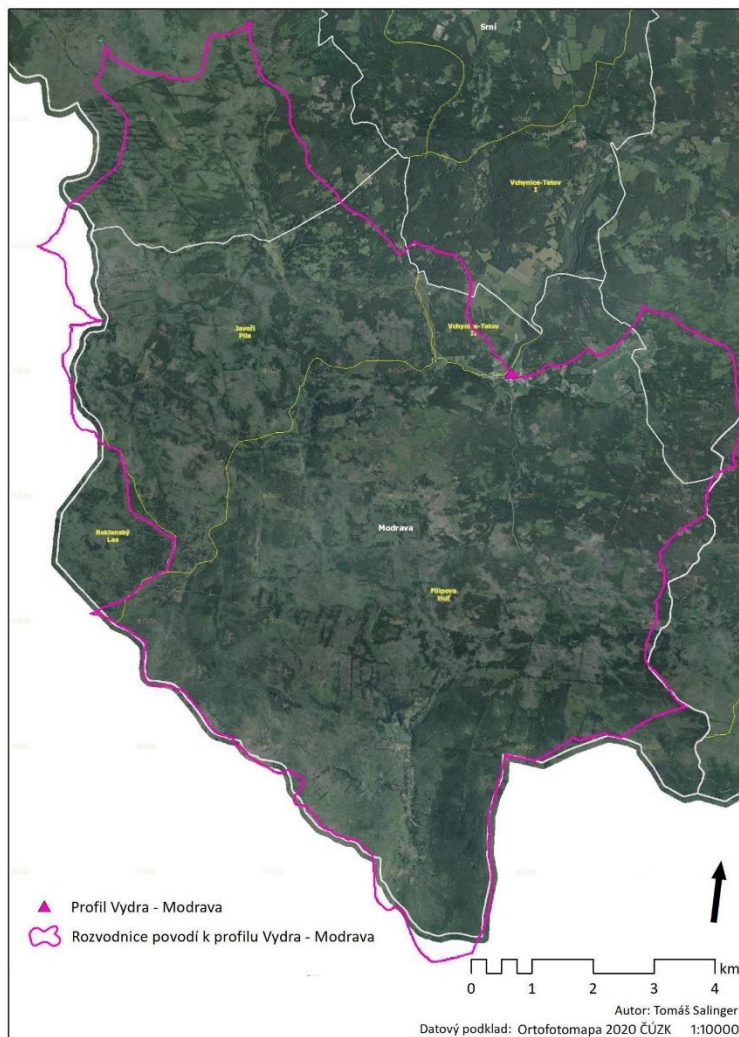 Srní
Vchynice-Tetov
I
Javoří
Pila
Vchynice-Tetov
II
Roklanský
Les
Modrava
Filipova
Huť
Profil Vydra - Modrava
Rozvodnice povodí k profilu Vydra - Modrava
km
0 1 2 3 4
Autor: Tomáš Salinger
Datový podklad: Ortofotomapa 2020 ČÚZK 1:10000